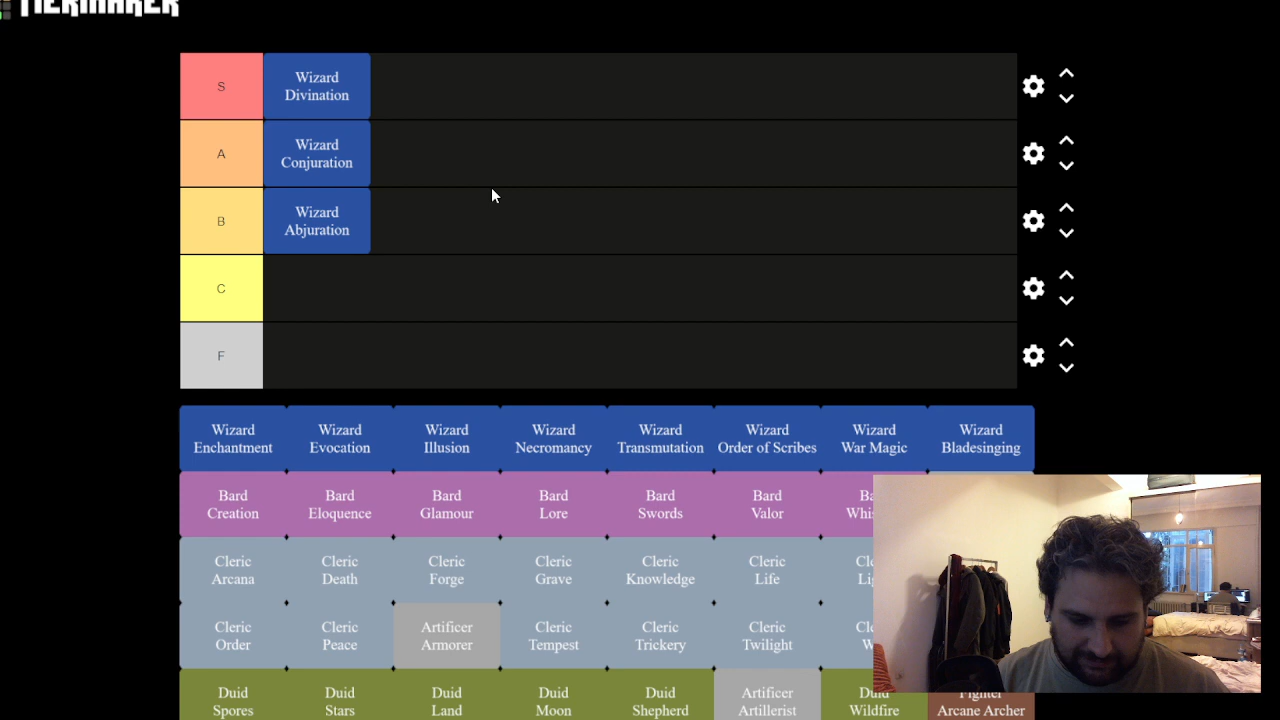 TIERMAKER
S
Wizard
Divination
A
Wizard
Conjuration
B
Wizard
Abjuration
C
F
Wizard
Enchantment
Wizard
Evocation
Wizard
Illusion
Wizard
Necromancy
Wizard
Transmutation
Wizard
Order of Scribes
Wizard
War Magic
Wizard
Bladesinging
Bard
Creation
Bard
Eloquence
Bard
Glamour
Bard
Lore
Bard
Swords
Bard
Valor
Cleric
Arcana
Cleric
Death
Cleric
Forge
Cleric
Grave
Cleric
Knowledge
Cleric
Life
Cleric
Order
Cleric
Peace
Artificer
Armorer
Cleric
Tempest
Cleric
Trickery
Cleric
Twilight
Duid
Spores
Duid
Stars
Duid
Land
Duid
Moon
Duid
Shepherd
Artificer
Artillerist
Duid
Wildfire
Fighter
Arcane Archer